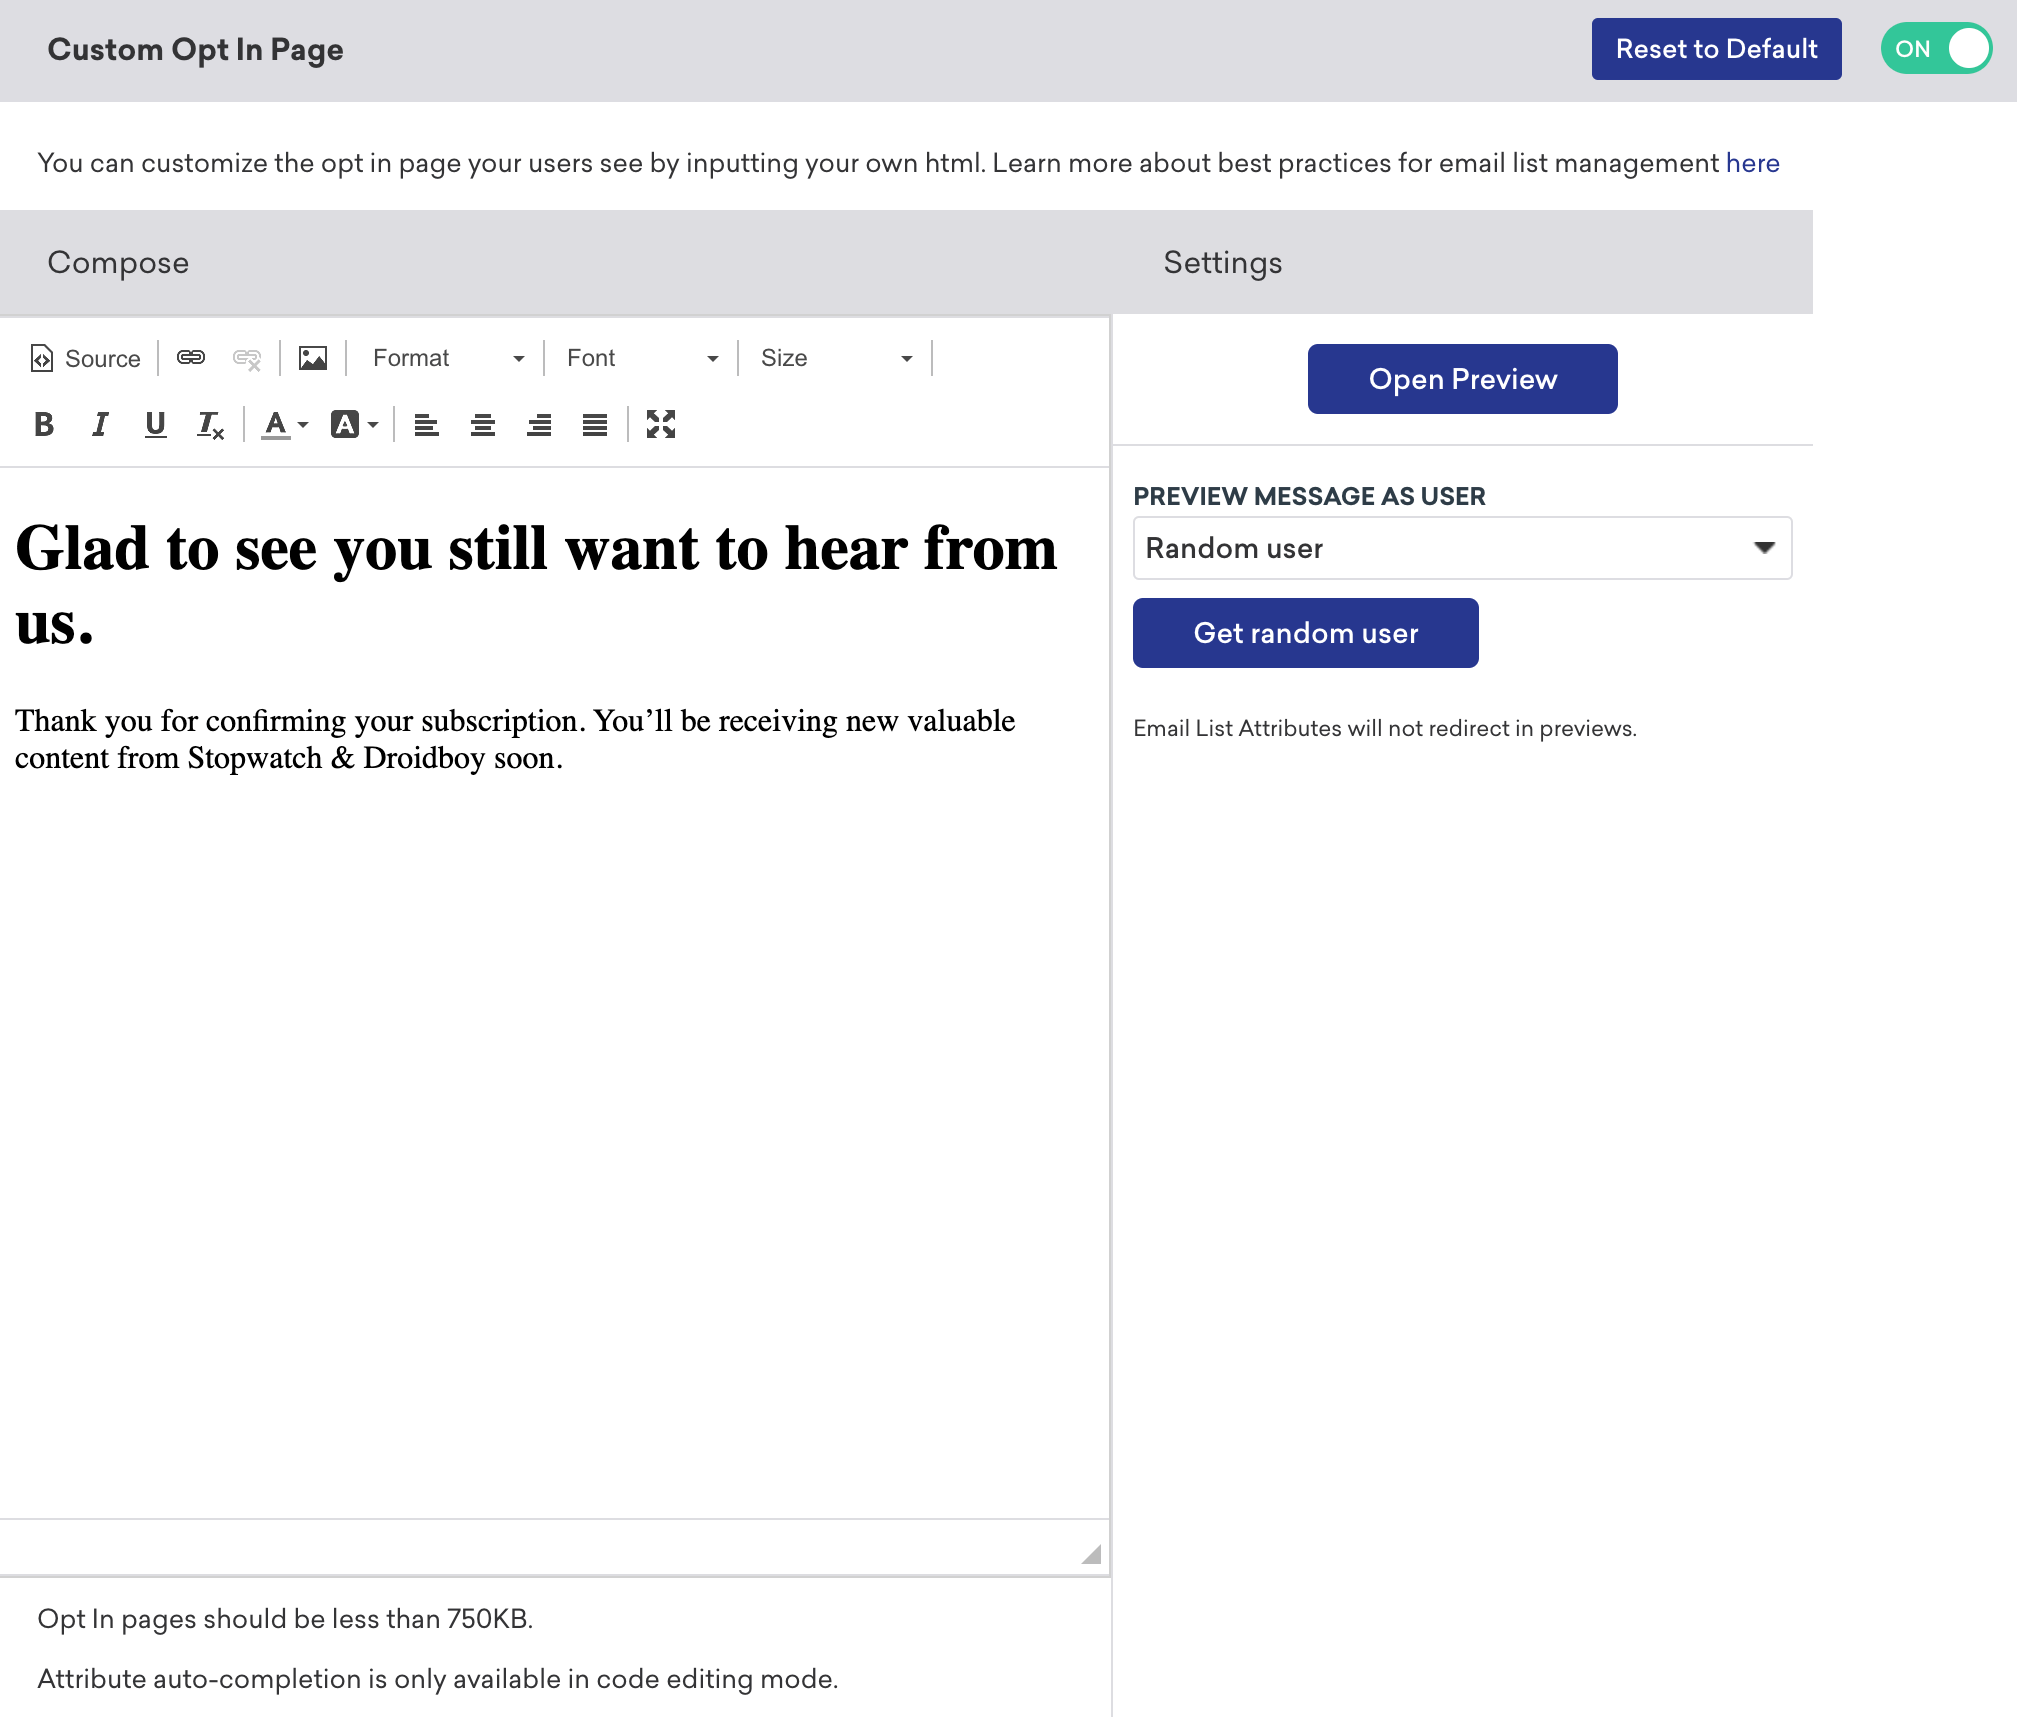 Custom Opt In Page
Reset to Default
ON
You can customize the opt in page your users see by inputting your own html. Learn more about best practices for email list management here
Compose
Settings
Source
Format
Font
Size
Open Preview
PREVIEW MESSAGE AS USER
Random user
Get random user
Email List Attributes will not redirect in previews.
Glad to see you still want to hear from
us.
Thank you for confirming your subscription. You’ll be receiving new valuable
content from Stopwatch & Droidboy soon.
Opt In pages should be less than 750KB.
Attribute auto-completion is only available in code editing mode.